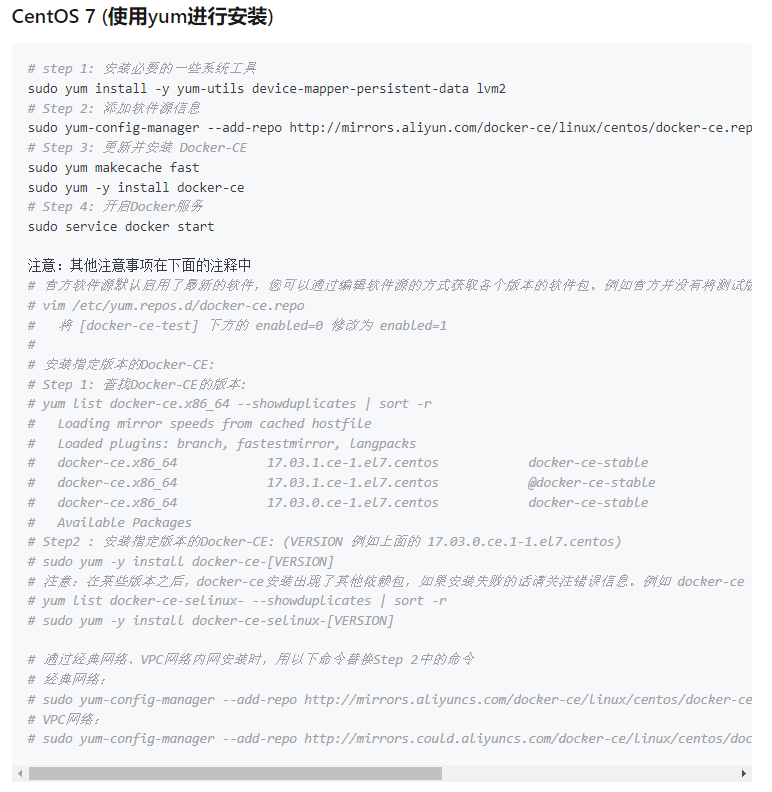 CentOS 7 (使用yum进行安装)
# step 1: 安装必要的一些系统工具
sudo yum install -y yum-utils device-mapper-persistent-data lvm2
# Step 2: 添加软件源信息
sudo yum-config-manager --add-repo http://mirrors.aliyun.com/docker-ce/linux/centos/docker-ce.rep
# Step 3: 更新并安装 Docker-CE
sudo yum makecache fast
sudo yum -y install docker-ce
# Step 4: 开启Docker服务
sudo service docker start
注意：其他注意事项在下面的注释中
# 官方软件源默认启用了最新的软件，您可以通过编辑软件源的方式获取各个版本的软件包。例如官方并没有将测试版
# vim /etc/yum.repos.d/docker-ce.repo
#   将 [docker-ce-test] 下方的 enabled=0 修改为 enabled=1
#
# 安装指定版本的Docker-CE:
# Step 1: 查找Docker-CE的版本:
# yum list docker-ce.x86_64 --showduplicates | sort -r
#   Loading mirror speeds from cached hostfile
#   Loaded plugins: branch, fastestmirror, langpacks
#   docker-ce.x86_64            17.03.1.ce-1.el7.centos            docker-ce-stable
#   docker-ce.x86_64            17.03.1.ce-1.el7.centos            @docker-ce-stable
#   docker-ce.x86_64            17.03.0.ce-1.el7.centos            docker-ce-stable
#   Available Packages
# Step2 : 安装指定版本的Docker-CE: (VERSION 例如上面的 17.03.0.ce.1-1.el7.centos)
# sudo yum -y install docker-ce-[VERSION]
# 注意：在某些版本之后，docker-ce安装出现了其他依赖包，如果安装失败的话请关注错误信息。例如 docker-ce
# yum list docker-ce-selinux- --showduplicates | sort -r
# sudo yum -y install docker-ce-selinux-[VERSION]
# 通过经典网络、VPC网络内网安装时，用以下命令替换Step 2中的命令
# 经典网络：
# sudo yum-config-manager --add-repo http://mirrors.aliyuncs.com/docker-ce/linux/centos/docker-ce
# VPC网络：
# sudo yum-config-manager --add-repo http://mirrors.could.aliyuncs.com/docker-ce/linux/centos/doc